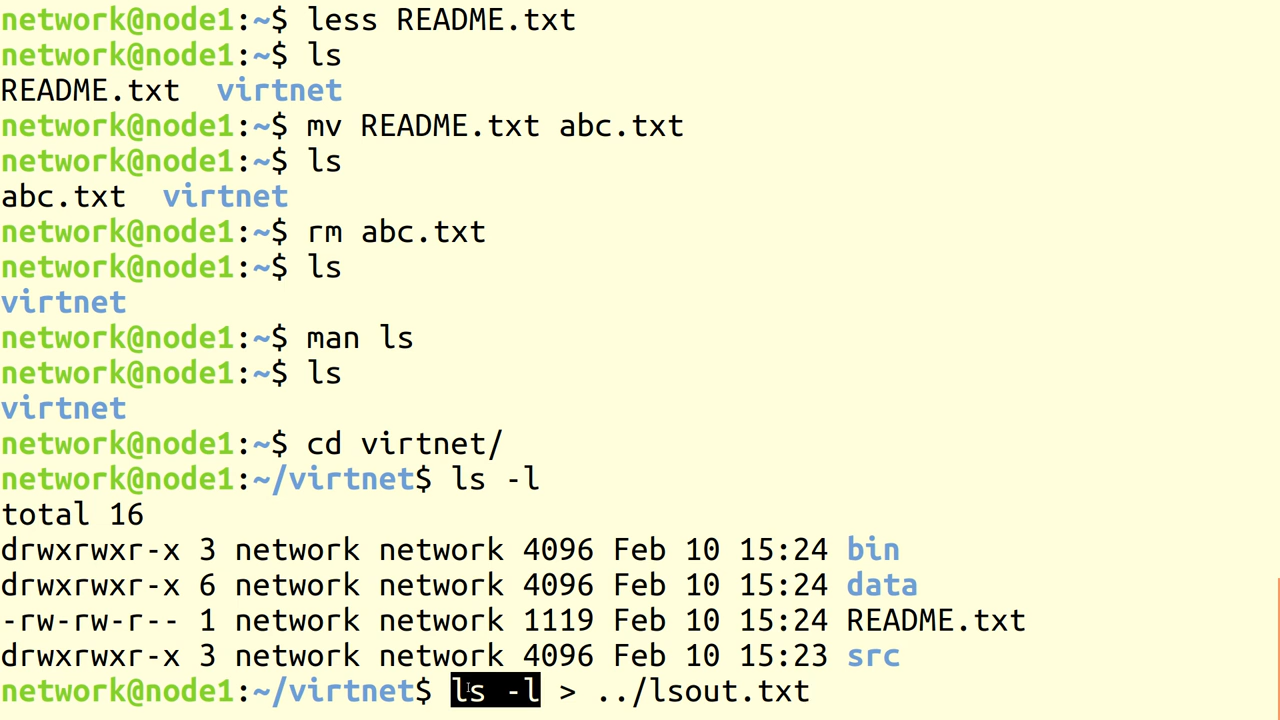 network@node1:~$ less README.txt
network@node1:~$ ls
README.txt  virtnet
network@node1:~$ mv README.txt abc.txt
network@node1:~$ ls
abc.txt  virtnet
network@node1:~$ rm abc.txt
network@node1:~$ ls
virtnet
network@node1:~$ man ls
network@node1:~$ ls
virtnet
network@node1:~$ cd virtnet/
network@node1:~/virtnet$ ls -l
total 16
drwxrwxr-x 3 network network 4096 Feb 10 15:24 bin
drwxrwxr-x 6 network network 4096 Feb 10 15:24 data
-rw-rw-r-- 1 network network 1119 Feb 10 15:24 README.txt
drwxrwxr-x 3 network network 4096 Feb 10 15:23 src
network@node1:~/virtnet$ ls -l > ../lsout.txt